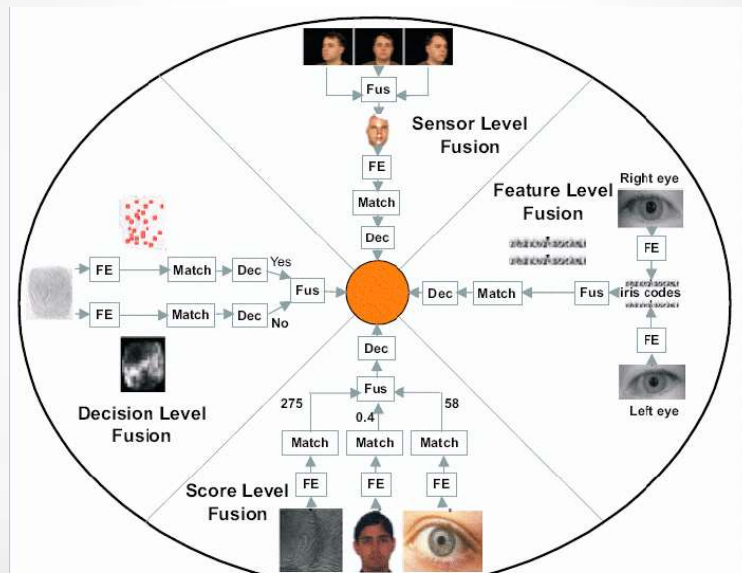 Fus
Sensor Level
Fusion
FE
Match
Dec
Feature Level
Fusion
Right eye
FE
iris codes
Fus
Match
Dec
FE
Left eye
FE
Match
Dec
Yes
Fus
FE
Match
Dec
No
Decision Level
Fusion
Dec
Fus
275
0.4
58
Match
Match
Match
Score Level
Fusion
FE
FE
FE